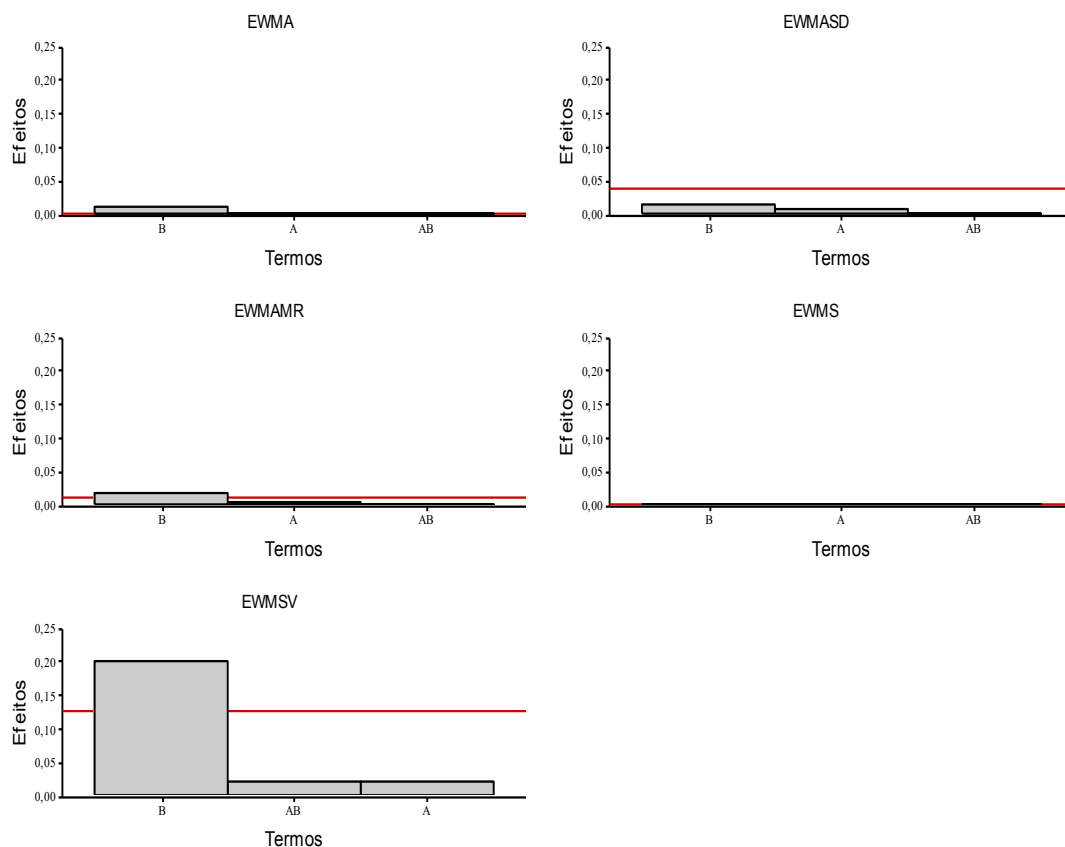 EWMA
0,25
0,20
0,15
0,10
0,05
0,00
Efeitos
B A AB
Termos
EWMASD
0,25
0,20
0,15
0,10
0,05
0,00
Efeitos
B A AB
Termos
EWMAMR
0,25
0,20
0,15
0,10
0,05
0,00
Efeitos
B A AB
Termos
EWMS
0,25
0,20
0,15
0,10
0,05
0,00
Efeitos
B A AB
Termos
EWMSV
0,25
0,20
0,15
0,10
0,05
0,00
Efeitos
B AB A
Termos